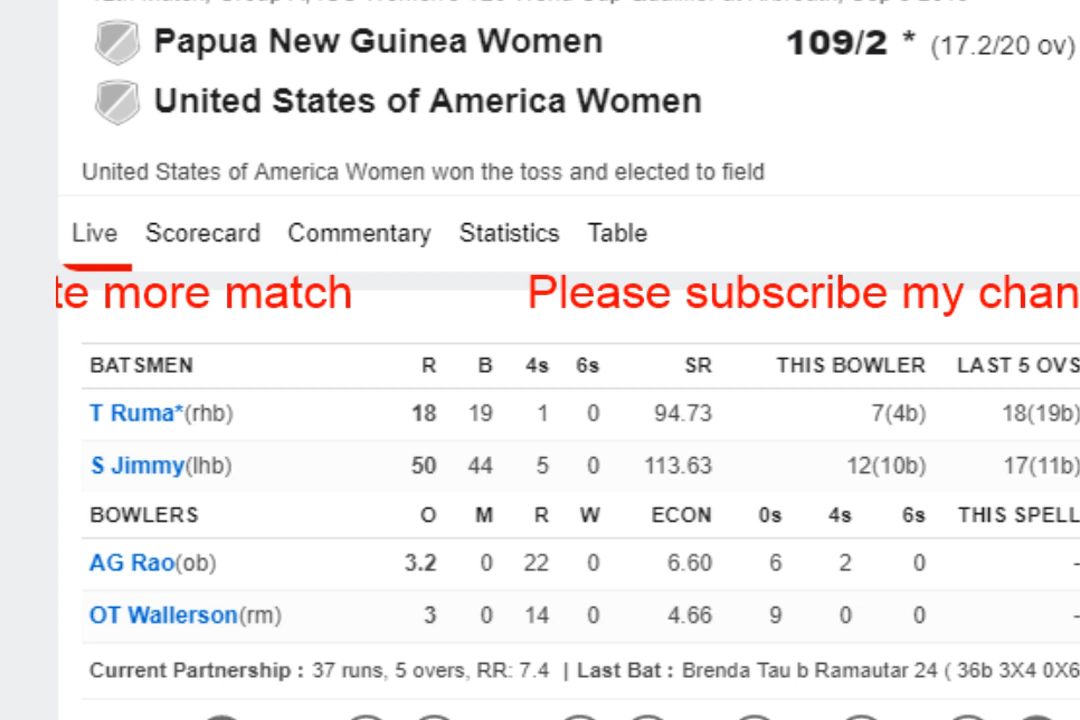 Papua New Guinea Women 109/2 * (17.2/20 ov)
United States of America Women
United States of America Women won the toss and elected to field
Live Scorecard Commentary Statistics Table
te more match Please subscribe my chan
BATSMEN R B 4s 6s SR THIS BOWLER LAST 5 OVS
T Ruma*(rhb) 18 19 1 0 94.73 7(4b) 18(19b)
S Jimmy(lhb) 50 44 5 0 113.63 12(10b) 17(11b)
BOWLERS O M R W ECON 0s 4s 6s THIS SPELL
AG Rao(ob) 3.2 0 22 0 6.60 6 2 0 -
OT Wallerson(rm) 3 0 14 0 4.66 9 0 0 -
Current Partnership : 37 runs, 5 overs, RR: 7.4 | Last Bat : Brenda Tau b Ramautar 24 ( 36b 3X4 0X6